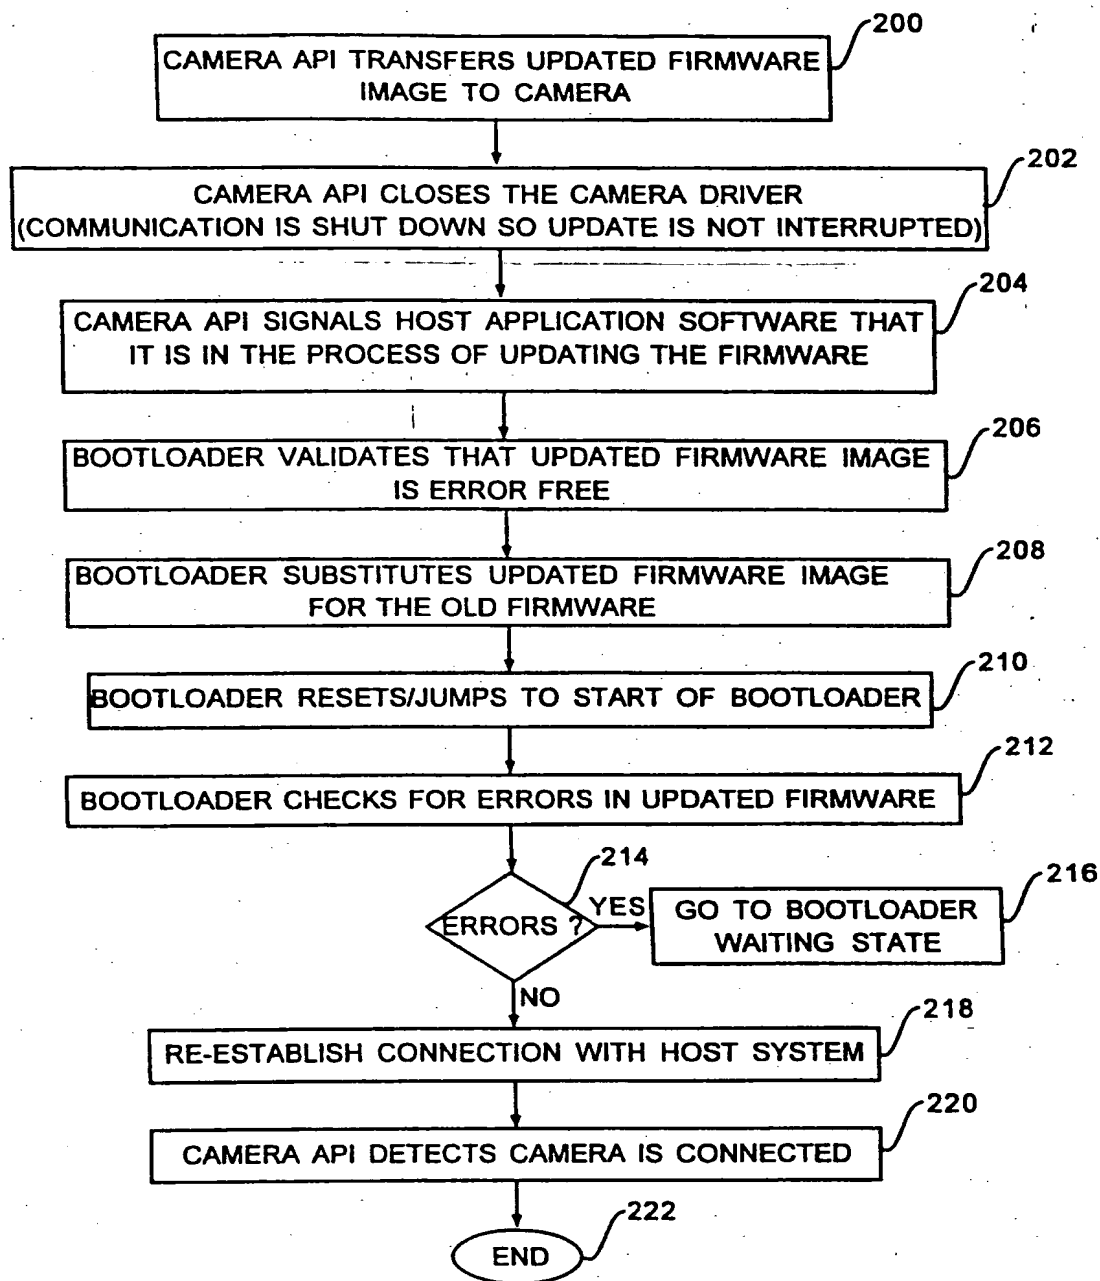 200
CAMERA API TRANSFERS UPDATED FIRMWARE
IMAGE TO CAMERA
202
CAMERA API CLOSES THE CAMERA DRIVER
(COMMUNICATION IS SHUT DOWN SO UPDATE IS NOT INTERRUPTED)
204
CAMERA API SIGNALS HOST APPLICATION SOFTWARE THAT
IT IS IN THE PROCESS OF UPDATING THE FIRMWARE
206
BOOTLOADER VALIDATES THAT UPDATED FIRMWARE IMAGE
IS ERROR FREE
208
BOOTLOADER SUBSTITUTES UPDATED FIRMWARE IMAGE
FOR THE OLD FIRMWARE
210
BOOTLOADER RESETS/JUMPS TO START OF BOOTLOADER
212
BOOTLOADER CHECKS FOR ERRORS IN UPDATED FIRMWARE
214
216
ERRORS ?
YES
GO TO BOOTLOADER
WAITING STATE
NO
218
RE-ESTABLISH CONNECTION WITH HOST SYSTEM
220
CAMERA API DETECTS CAMERA IS CONNECTED
222
END